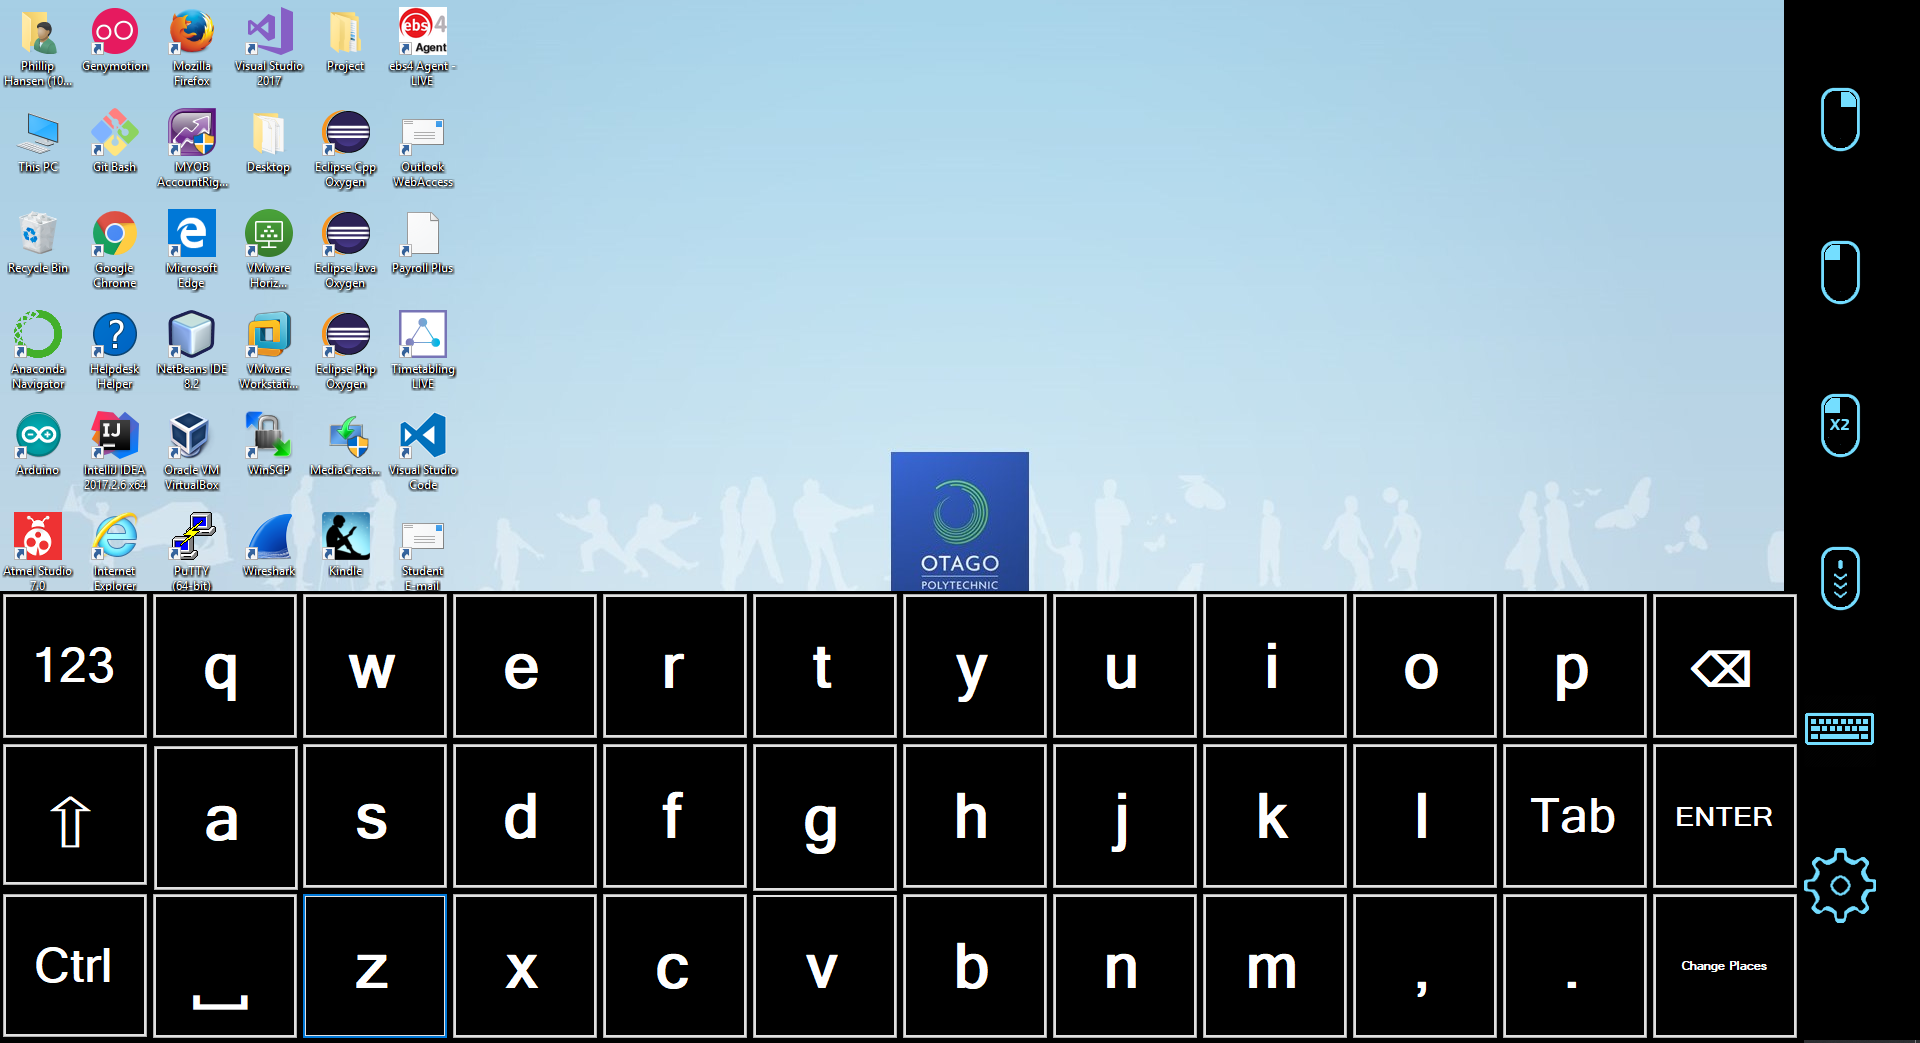 Phillip
Hansen (10...
Genymotion
Mozilla
Firefox
Visual Studio
2017
Project
ebs 4
Agent
ebs4 Agent -
LIVE
This PC
Git Bash
MYOB
AccountRig...
Desktop
Eclipse Cpp
Oxygen
Outlook
WebAccess
Recycle Bin
Google
Chrome
Microsoft
Edge
VMware
Horiz...
Eclipse Java
Oxygen
Payroll Plus
Anaconda
Navigator
?
Helpdesk
Helper
NetBeans IDE
8.2
VMware
Workstati...
Eclipse Php
Oxygen
Timetabling
LIVE
Arduino
IJ
IntelliJ IDEA
2017.2.6 x64
Oracle VM
VirtualBox
WinSCP
MediaCreat...
Visual Studio
Code
Atmel Studio
7.0
Internet
Explorer
PuTTY
(64-bit)
Wireshark
Kindle
Student
E-mail
OTAGO
POLYTECHNIC
X2
123 q w e r t y u i o p
a s d f g h j k l Tab ENTER
Ctrl z x c v b n m , . Change Places